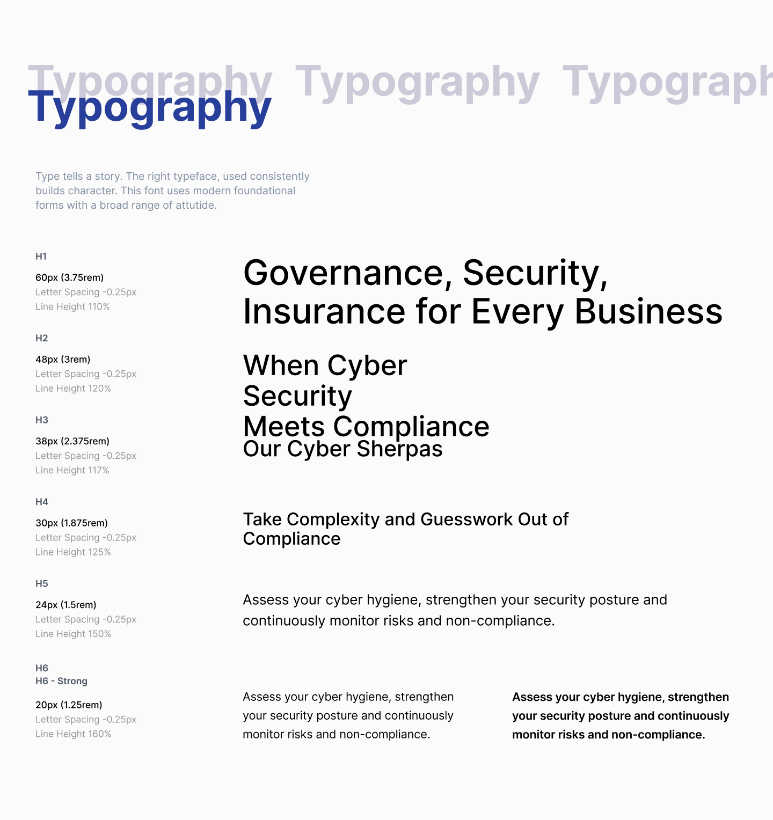 Typography Typography Typograph
Typography
Type tells a story. The right typeface, used consistently
builds character. This font uses modern foundational
forms with a broad range of attutide.
H1
60px (3.75rem)
Letter Spacing -0.25px
Line Height 110%
Governance, Security,
Insurance for Every Business
H2
48px (3rem)
Letter Spacing -0.25px
Line Height 120%
When Cyber
Security
Meets Compliance
H3
38px (2.375rem)
Letter Spacing -0.25px
Line Height 117%
Our Cyber Sherpas
H4
30px (1.875rem)
Letter Spacing -0.25px
Line Height 125%
Take Complexity and Guesswork Out of
Compliance
H5
24px (1.5rem)
Letter Spacing -0.25px
Line Height 150%
Assess your cyber hygiene, strengthen your security posture and
continuously monitor risks and non-compliance.
H6
H6 - Strong
20px (1.25rem)
Letter Spacing -0.25px
Line Height 160%
Assess your cyber hygiene, strengthen
your security posture and continuously
monitor risks and non-compliance.
Assess your cyber hygiene, strengthen
your security posture and continuously
monitor risks and non-compliance.